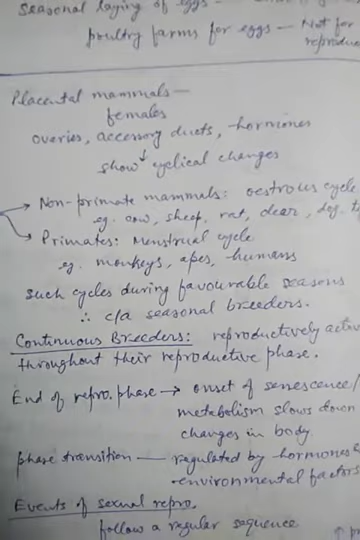 seasonal laying of eggs —
poultry farms for eggs — Not for
reproduc
Placental mammals —
females
overies, accessory ducts, hormones
show ↓ cyclical changes
→ Non-primate mammals: oestrous cycle
eg. cow, sheep, rat, dear, dog, t
→ Primates: Menstrual cycle
eg. monkeys, apes, humans
such cycles during favourable seasons
∴ c/a seasonal breeders.
Continuous Breeders: reproductively active
throughout their reproductive phase.
End of repro. phase → onset of senescence/
metabolism slows down
changes in body.
phase transition — regulated by hormones &
environmental factors
Events of sexual repro.
follow a regular sequence